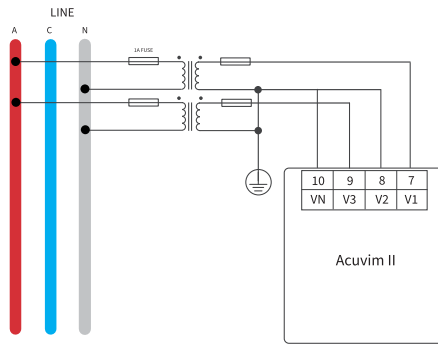 LINE
A C N
1A FUSE
10 9 8 7
VN V3 V2 V1
Acuvim II